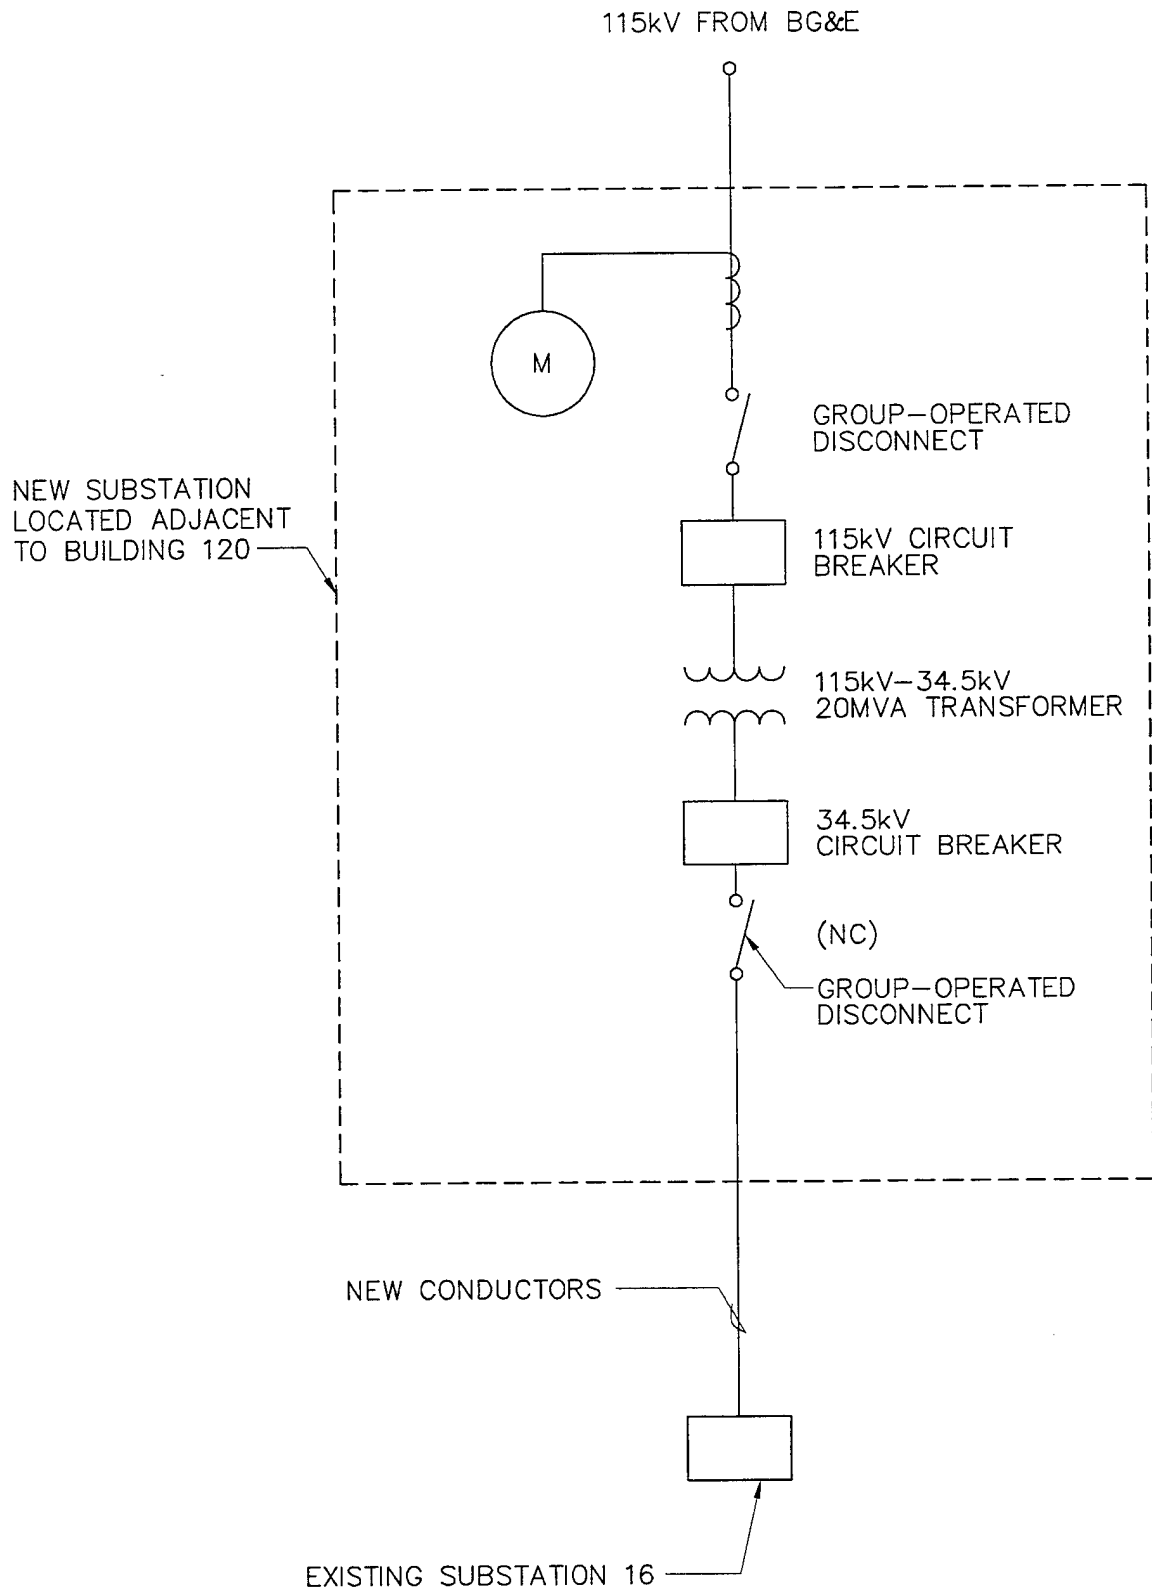 115kV FROM BG&E
M
GROUP-OPERATED
DISCONNECT
NEW SUBSTATION
LOCATED ADJACENT
TO BUILDING 120
115kV CIRCUIT
BREAKER
115kV-34.5kV
20MVA TRANSFORMER
34.5kV
CIRCUIT BREAKER
(NC)
GROUP-OPERATED
DISCONNECT
NEW CONDUCTORS
EXISTING SUBSTATION 16